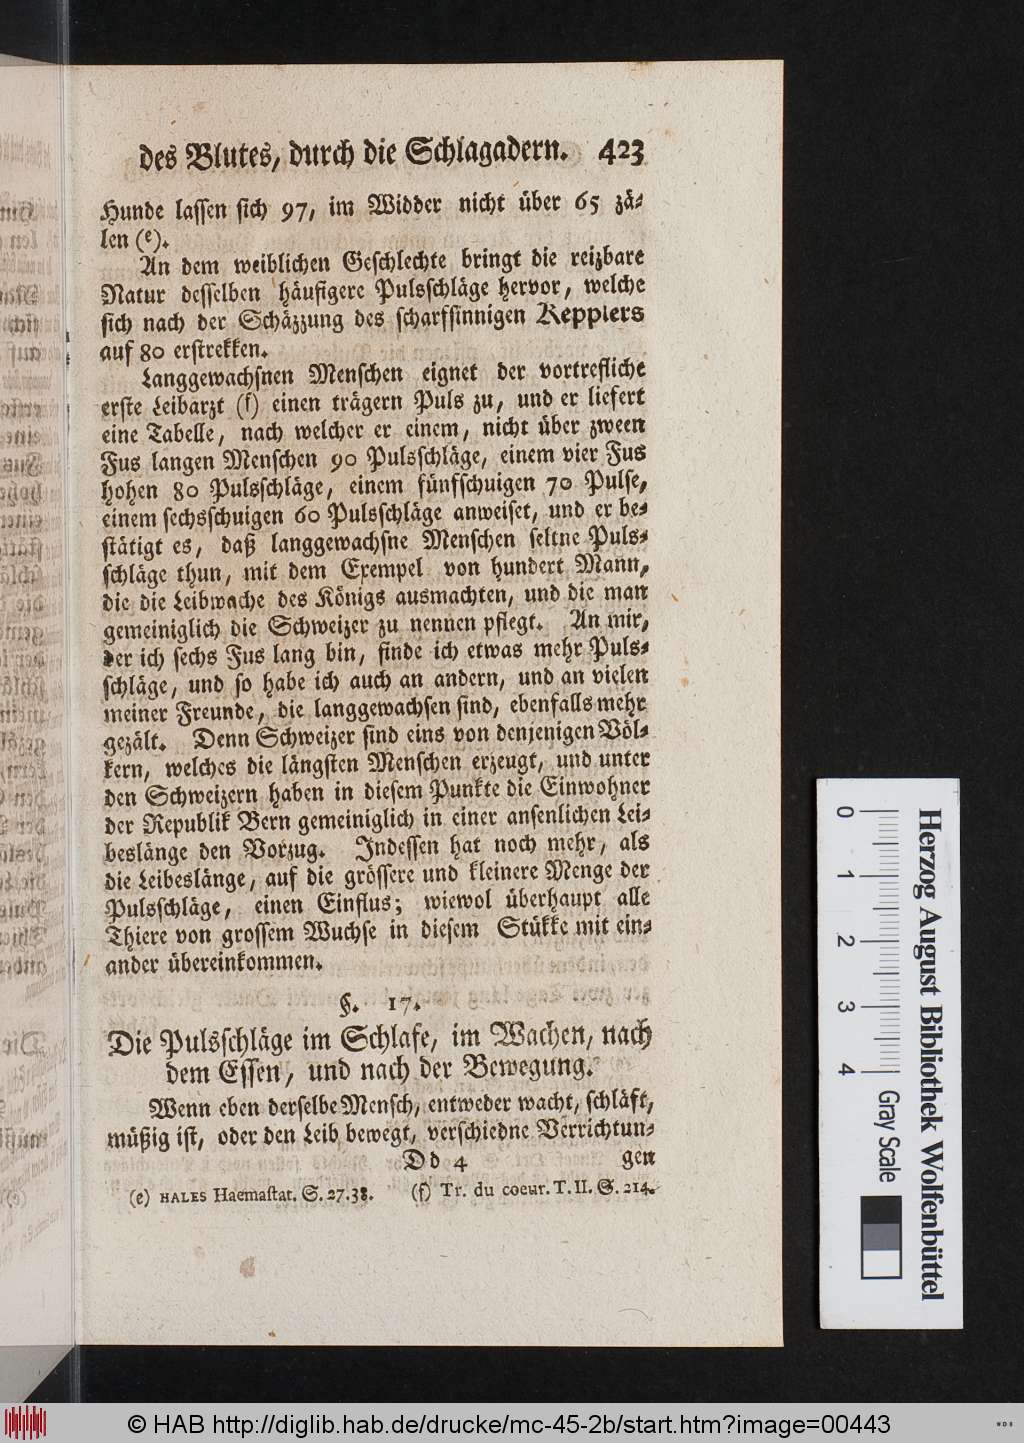 des Blutes, durch die Schlagadern. 423
Hunde lassen sich 97, im Widder nicht über 65 zä-
len (e).
An dem weiblichen Geschlechte bringt die reizbare
Natur desselben häufigere Pulsschläge hervor, welche
sich nach der Schäzzung des scharfsinnigen Kepplers
auf 80 erstrekken.
Langgewachsnen Menschen eignet der vortrefliche
erste Leibarzt (f) einen trägern Puls zu, und er liefert
eine Tabelle, nach welcher er einem, nicht über zween
Fus langen Menschen 90 Pulsschläge, einem vier Fus
hohen 80 Pulsschläge, einem fünfschuigen 70 Pulse,
einem sechsschuigen 60 Pulsschläge anweiset, und er be-
stätigt es, daß langgewachsne Menschen seltne Puls-
schläge thun, mit dem Exempel von hundert Mann,
die die Leibwache des Königs ausmachten, und die man
gemeiniglich die Schweizer zu nennen pflegt. An mir,
der ich sechs Fus lang bin, finde ich etwas mehr Puls-
schläge, und so habe ich auch an andern, und an vielen
meiner Freunde, die langgewachsen sind, ebenfalls mehr
gezält. Denn Schweizer sind eins von denjenigen Völ-
kern, welches die längsten Menschen erzeugt, und unter
den Schweizern haben in diesem Punkte die Einwohner
der Republik Bern gemeiniglich in einer ansenlichen Lei-
beslänge den Vorzug. Indessen hat noch mehr, als
die Leibeslänge, auf die grössere und kleinere Menge der
Pulsschläge, einen Einflus; wiewol überhaupt alle
Thiere von grossem Wuchse in diesem Stükke mit ein-
ander übereinkommen.
§. 17.
Die Pulsschläge im Schlafe, im Wachen, nach
dem Essen, und nach der Bewegung.
Wenn eben derselbe Mensch, entweder wacht, schläft,
müßig ist, oder den Leib bewegt, verschiedne Verrichtun-
Dd 4 gen
(e) HALES Haemastat. S. 27. 38. (f) Tr. du coeur. T. II. S. 214.
0 1 2 3 4
Gray Scale
Herzog August Bibliothek Wolfenbüttel
© HAB http://diglib.hab.de/drucke/mc-45-2b/start.htm?image=00443